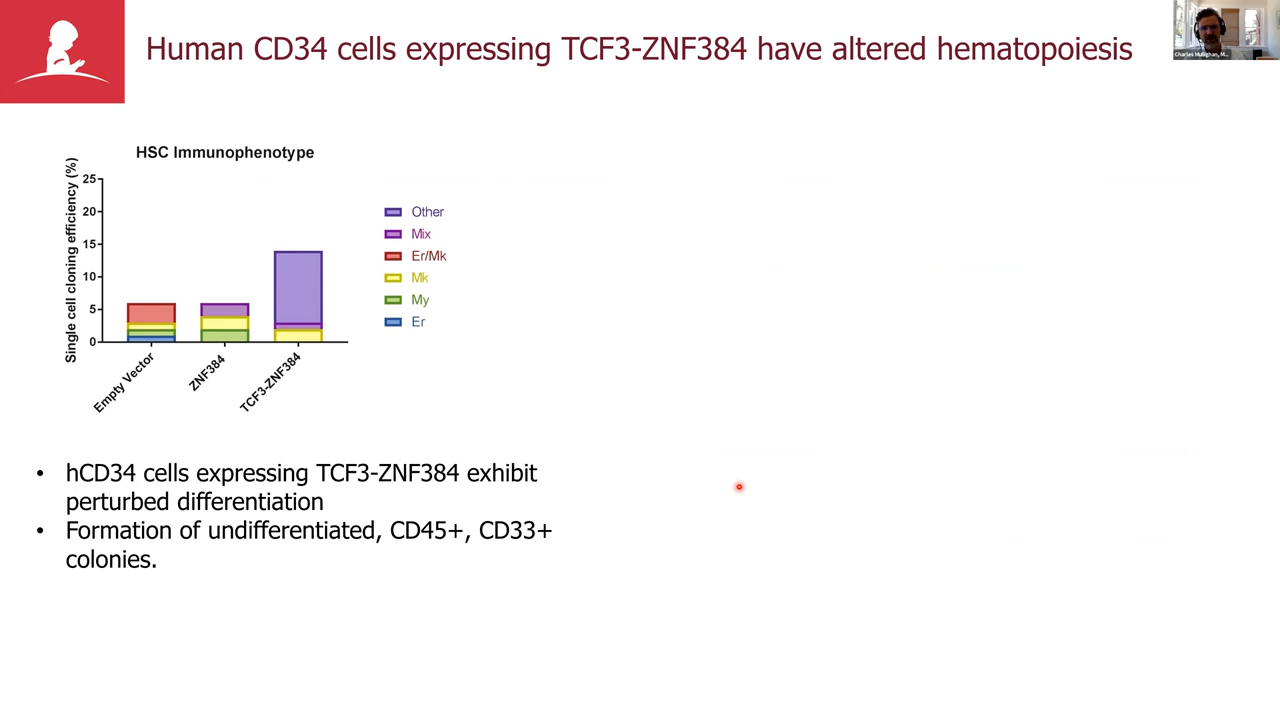 Human CD34 cells expressing TCF3-ZNF384 have altered hematopoiesis
Charles Mullighan, M...
HSC Immunophenotype
Single cell cloning efficiency (%)
25
20
15
10
5
0
Empty Vector
ZNF384
TCF3-ZNF384
Other
Mix
Er/Mk
Mk
My
Er
• hCD34 cells expressing TCF3-ZNF384 exhibit
perturbed differentiation
• Formation of undifferentiated, CD45+, CD33+
colonies.